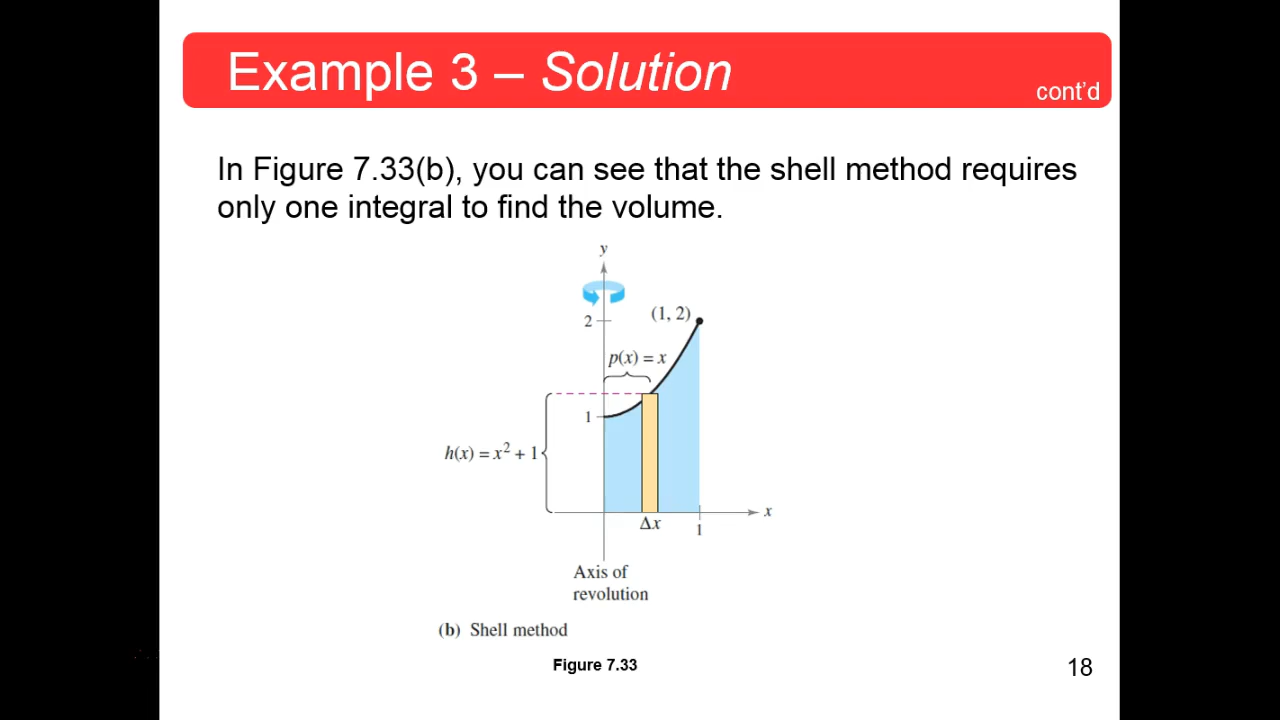 Example 3 – Solution
cont'd
In Figure 7.33(b), you can see that the shell method requires
only one integral to find the volume.
y
2
(1, 2)
p(x) = x
1
h(x) = x² + 1
x
Δx
1
Axis of
revolution
(b) Shell method
Figure 7.33
18